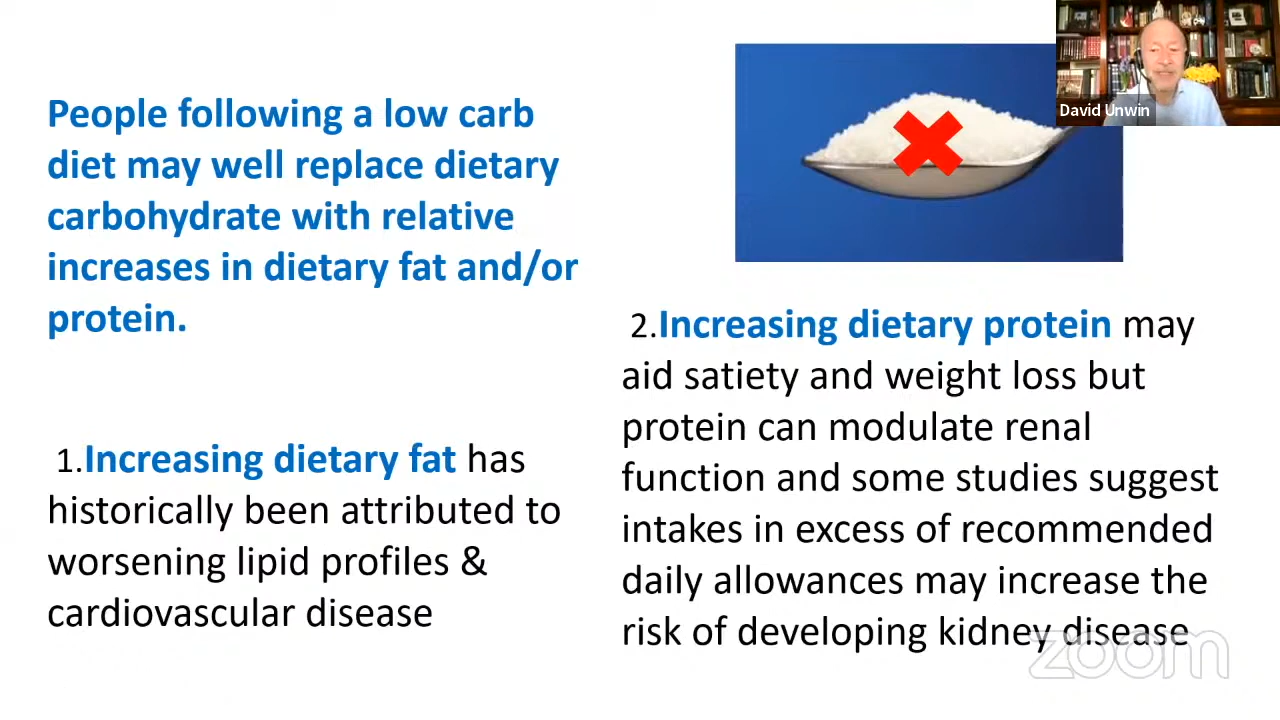 People following a low carb
diet may well replace dietary
carbohydrate with relative
increases in dietary fat and/or
protein.
1.Increasing dietary fat has
historically been attributed to
worsening lipid profiles &
cardiovascular disease
David Unwin
2.Increasing dietary protein may
aid satiety and weight loss but
protein can modulate renal
function and some studies suggest
intakes in excess of recommended
daily allowances may increase the
risk of developing kidney disease
zoom